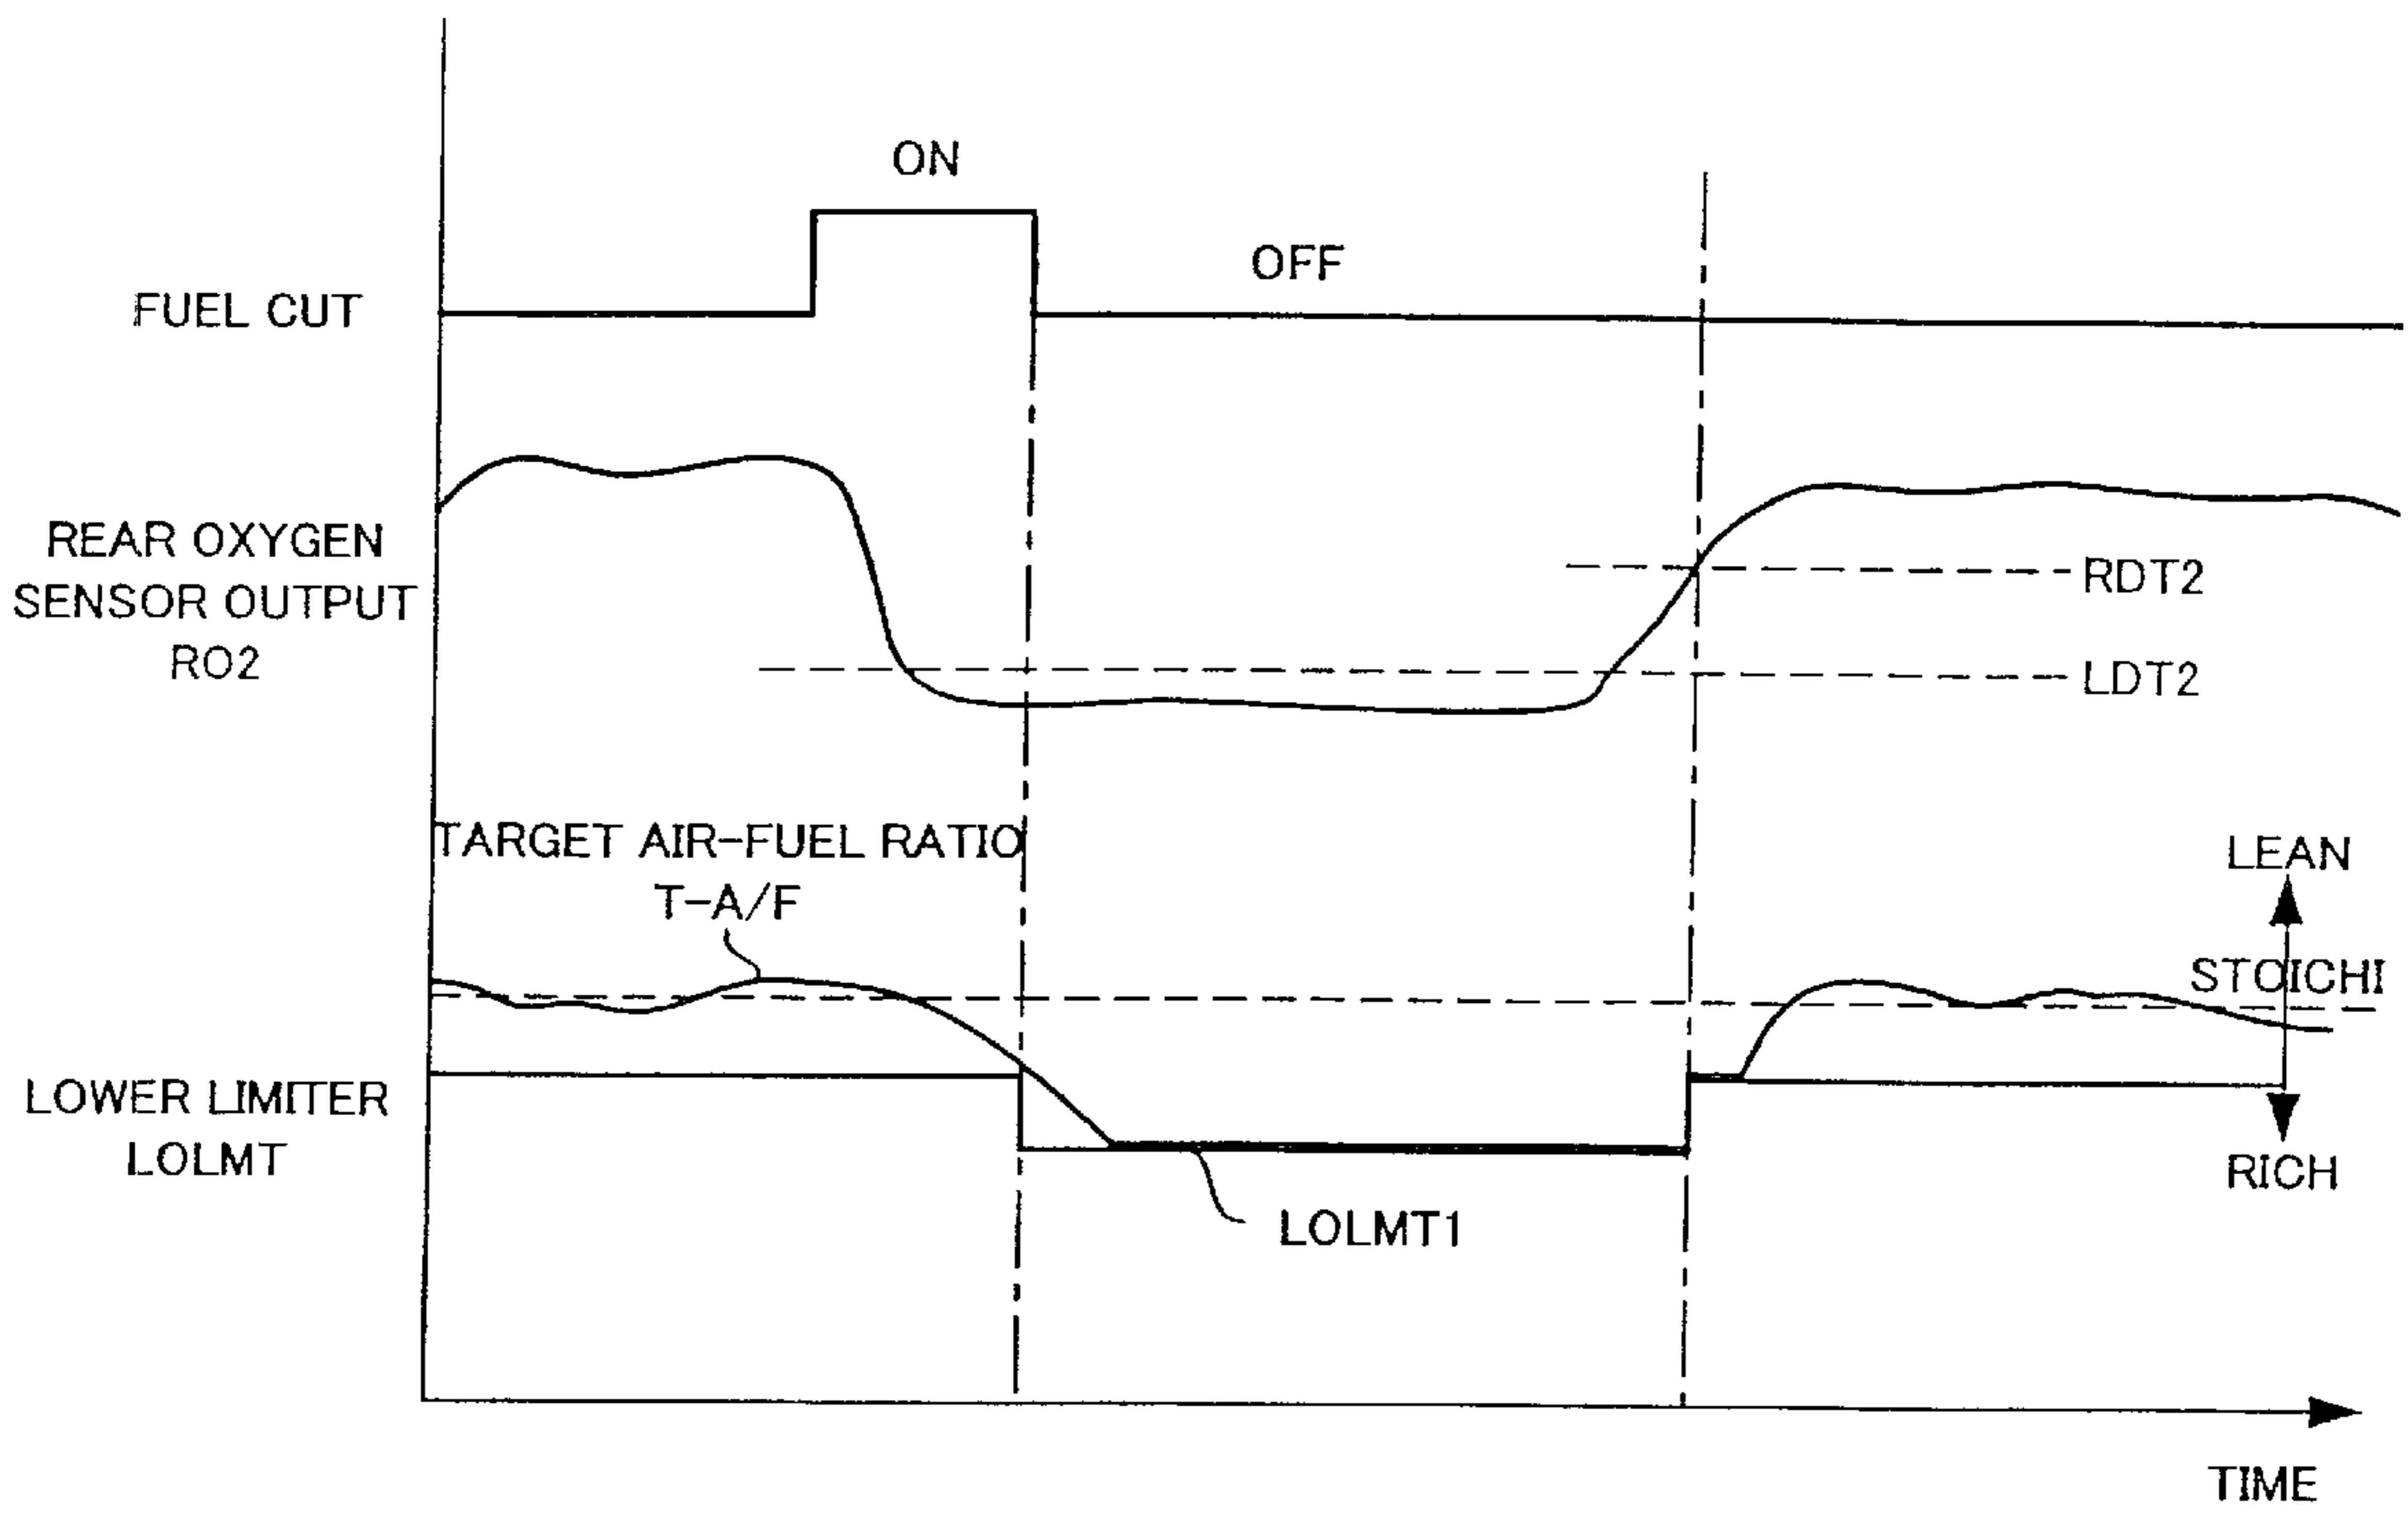 ON
OFF
FUEL CUT
REAR OXYGEN
SENSOR OUTPUT
RO2
RDT2
LDT2
TARGET AIR-FUEL RATIO
T-A/F
LEAN
STOICHI
LOWER LIMITER
LOLMT
RICH
LOLMT1
TIME